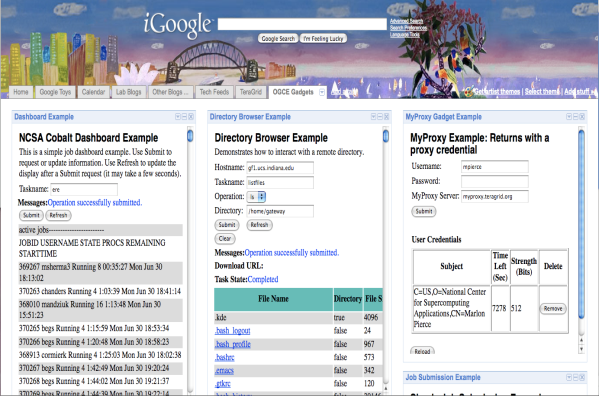 iGoogle
Advanced Search
Search Preferences
Language Tools
Google Search I'm Feeling Lucky
Home Google Toys Calendar Lab Blogs Other Blogs ... Tech Feeds TeraGrid OGCE Gadgets
artist themes | Select theme | Add stuff
Dashboard Example
NCSA Cobalt Dashboard Example
This is a simple job dashboard example. Use Submit to
request or update information. Use Refresh to update the
display after a Submit request (it may take a few seconds).
Taskname: ere
Messages:Operation successfully submitted.
Submit Refresh
active jobs
JOBID USERNAME STATE PROCS REMAINING
STARTTIME
369267 msherma3 Running 8 00:35:27 Mon Jun 30
18:13:02
370263 chanders Running 4 1:03:39 Mon Jun 30 18:41:14
368010 mandziuk Running 16 1:13:48 Mon Jun 30
15:51:23
370265 begs Running 4 1:15:59 Mon Jun 30 18:53:34
370266 begs Running 4 1:20:48 Mon Jun 30 18:58:23
368913 cormierk Running 4 1:25:03 Mon Jun 30 18:02:38
370267 begs Running 4 1:42:49 Mon Jun 30 19:20:24
370268 begs Running 4 1:44:02 Mon Jun 30 19:21:37
370269 begs Running 4 1:44:39 Mon Jun 30 19:22:14
Directory Browser Example
Directory Browser Example
Demonstrates how to interact with a remote directory.
Hostname: gf1.ucs.indiana.edu
Taskname: listfiles
Operation: ls
Directory: /home/gateway
Submit Refresh
Clear
Messages:Operation successfully submitted.
Download URL:
Task State:Completed
File Name Directory File S
.kde true 4096
.bash_logout false 24
.bash_profile false 967
.bashrc false 573
.emacs false 342
.gtkrc false 120
MyProxy Gadget Example
MyProxy Example: Returns with a
proxy credential
Username: mpierce
Password:
MyProxy Server: myproxy.teragrid.org
Submit
User Credentials
Subject Time Left (Sec) Strength (Bits) Delete
C=US,O=National Center
for Supercomputing
Applications,CN=Marlon
Pierce 7278 512 Remove
Reload
Job Submission Example